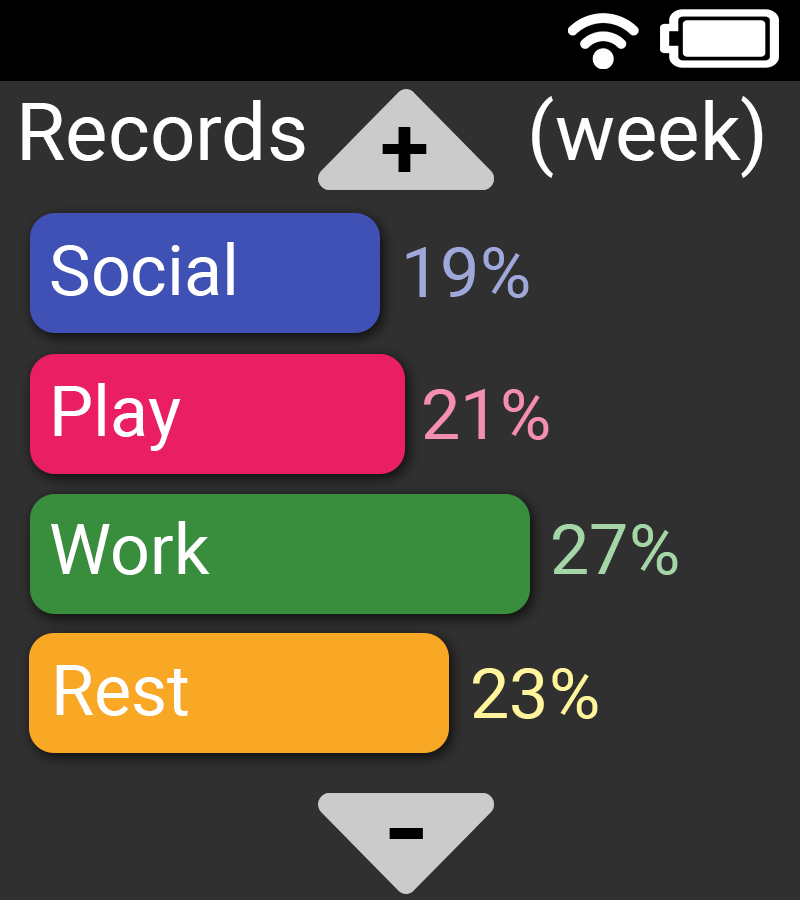 Records + (week)
Social 19%
Play 21%
Work 27%
Rest 23%
-